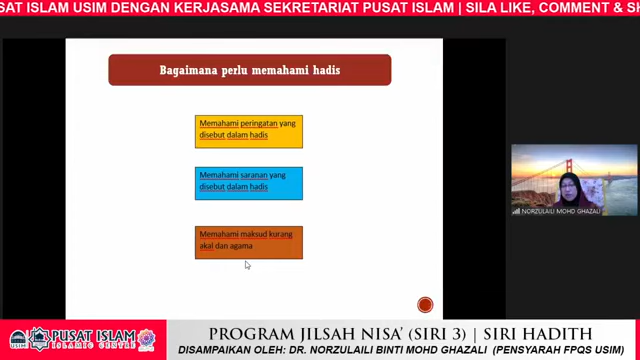 SAT ISLAM USIM DENGAN KERJASAMA SEKRETARIAT PUSAT ISLAM | SILA LIKE, COMMENT & SH
Bagaimana perlu memahami hadis
Memahami peringatan yang
disebut dalam hadis
Memahami saranan yang
disebut dalam hadis
Memahami maksud kurang
akal dan agama
NORZULAILI MOHD GHAZALI
USIM
PUSAT ISLAM
ISLAMIC CENTRE
PROGRAM JILSAH NISA' (SIRI 3) | SIRI HADITH
DISAMPAIKAN OLEH: DR. NORZULAILI BINTI MOHD GHAZALI (PENSYARAH FPQS USIM)